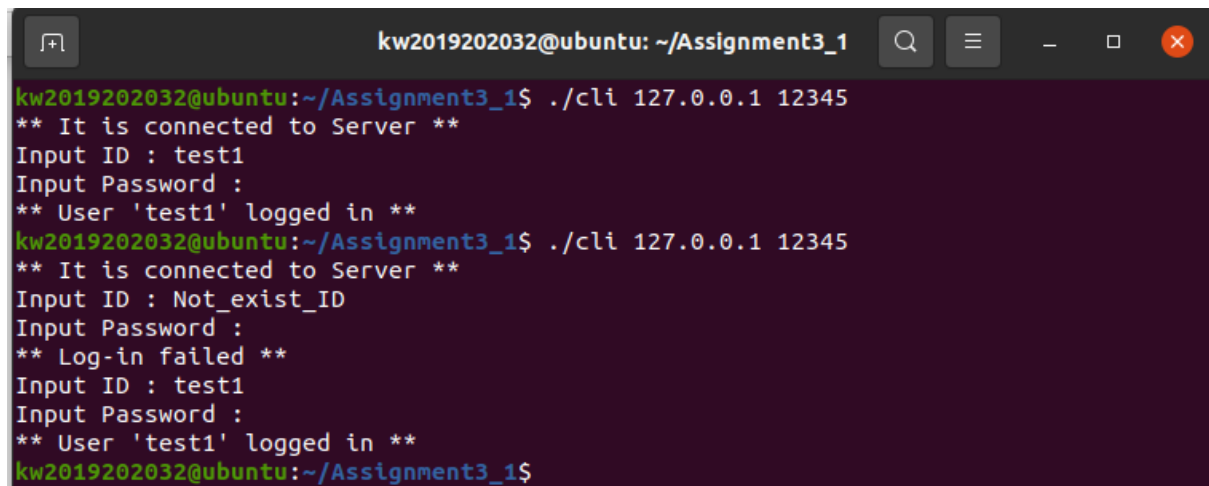 kw2019202032@ubuntu: ~/Assignment3_1
kw2019202032@ubuntu:~/Assignment3_1$ ./cli 127.0.0.1 12345
** It is connected to Server **
Input ID : test1
Input Password :
** User 'test1' logged in **
kw2019202032@ubuntu:~/Assignment3_1$ ./cli 127.0.0.1 12345
** It is connected to Server **
Input ID : Not_exist_ID
Input Password :
** Log-in failed **
Input ID : test1
Input Password :
** User 'test1' logged in **
kw2019202032@ubuntu:~/Assignment3_1$